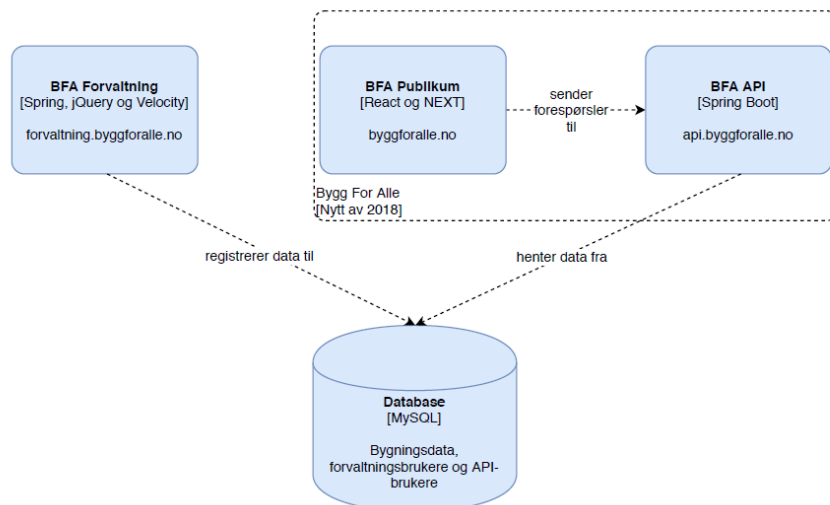 BFA Forvaltning
[Spring, jQuery og Velocity]
forvaltning.byggforalle.no
BFA Publikum
[React og NEXT]
byggforalle.no
sender
forespørsler
til
BFA API
[Spring Boot]
api.byggforalle.no
Bygg For Alle
[Nytt av 2018]
registrerer data til
henter data fra
Database
[MySQL]
Bygningsdata,
forvaltningsbrukere og API-
brukere